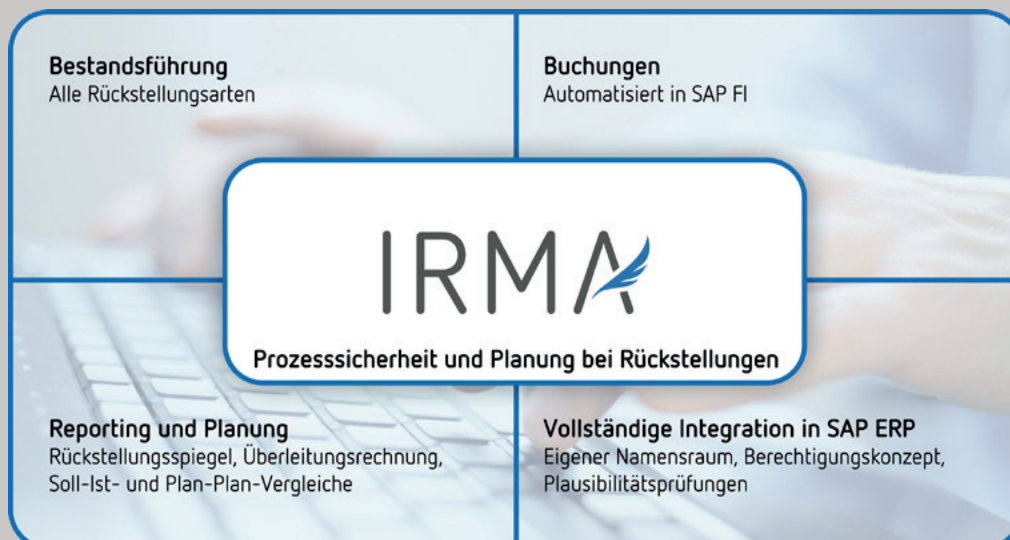 Bestandsführung
Alle Rückstellungsarten
Buchungen
Automatisiert in SAP FI
IRMA
Prozesssicherheit und Planung bei Rückstellungen
Reporting und Planung
Rückstellungsspiegel, Überleitungsrechnung,
Soll-Ist- und Plan-Plan-Vergleiche
Vollständige Integration in SAP ERP
Eigener Namensraum, Berechtigungskonzept,
Plausibilitätsprüfungen